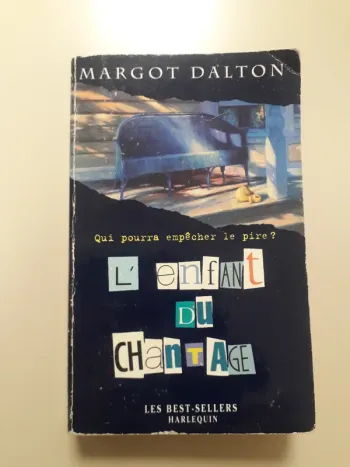 MARGOT DALTON
Qui pourra empêcher le pire ?
L'enfANt
DU
CHanTAGE
LES BEST-SELLERS
HARLEQUIN